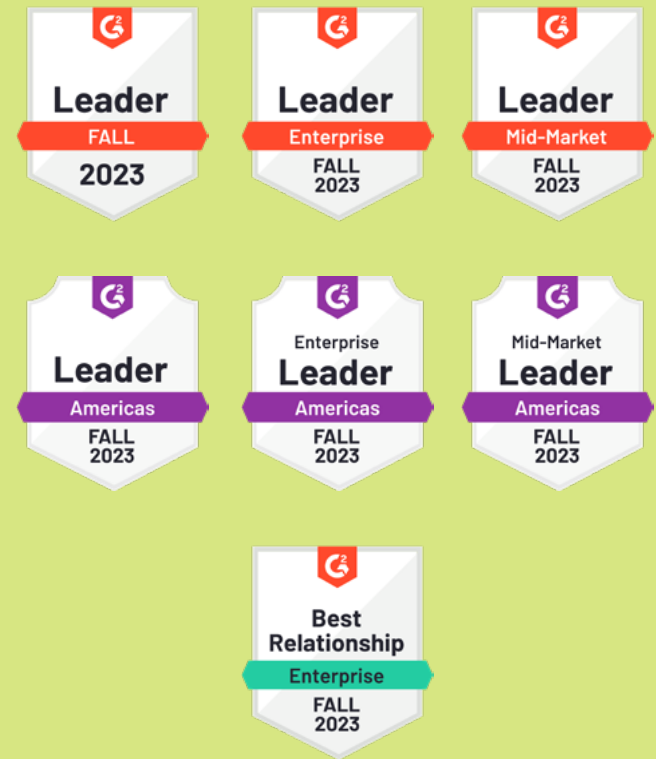 G2
Leader
FALL
2023
G2
Leader
Enterprise
FALL
2023
G2
Leader
Mid-Market
FALL
2023
G2
Leader
Americas
FALL
2023
G2
Enterprise
Leader
Americas
FALL
2023
G2
Mid-Market
Leader
Americas
FALL
2023
G2
Best
Relationship
Enterprise
FALL
2023